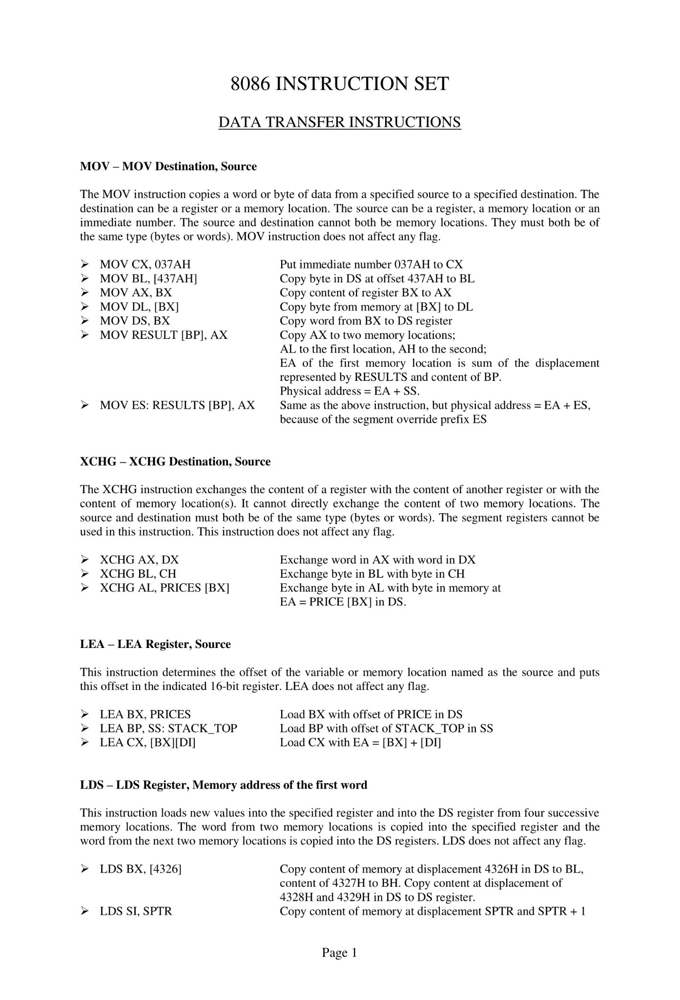 8086 INSTRUCTION SET
DATA TRANSFER INSTRUCTIONS
MOV – MOV Destination, Source
The MOV instruction copies a word or byte of data from a specified source to a specified destination. The
destination can be a register or a memory location. The source can be a register, a memory location or an
immediate number. The source and destination cannot both be memory locations. They must both be of
the same type (bytes or words). MOV instruction does not affect any flag.
➢ MOV CX, 037AH Put immediate number 037AH to CX
➢ MOV BL, [437AH] Copy byte in DS at offset 437AH to BL
➢ MOV AX, BX Copy content of register BX to AX
➢ MOV DL, [BX] Copy byte from memory at [BX] to DL
➢ MOV DS, BX Copy word from BX to DS register
➢ MOV RESULT [BP], AX Copy AX to two memory locations;
AL to the first location, AH to the second;
EA of the first memory location is sum of the displacement
represented by RESULTS and content of BP.
Physical address = EA + SS.
➢ MOV ES: RESULTS [BP], AX Same as the above instruction, but physical address = EA + ES,
because of the segment override prefix ES
XCHG – XCHG Destination, Source
The XCHG instruction exchanges the content of a register with the content of another register or with the
content of memory location(s). It cannot directly exchange the content of two memory locations. The
source and destination must both be of the same type (bytes or words). The segment registers cannot be
used in this instruction. This instruction does not affect any flag.
➢ XCHG AX, DX Exchange word in AX with word in DX
➢ XCHG BL, CH Exchange byte in BL with byte in CH
➢ XCHG AL, PRICES [BX] Exchange byte in AL with byte in memory at
EA = PRICE [BX] in DS.
LEA – LEA Register, Source
This instruction determines the offset of the variable or memory location named as the source and puts
this offset in the indicated 16-bit register. LEA does not affect any flag.
➢ LEA BX, PRICES Load BX with offset of PRICE in DS
➢ LEA BP, SS: STACK_TOP Load BP with offset of STACK_TOP in SS
➢ LEA CX, [BX][DI] Load CX with EA = [BX] + [DI]
LDS – LDS Register, Memory address of the first word
This instruction loads new values into the specified register and into the DS register from four successive
memory locations. The word from two memory locations is copied into the specified register and the
word from the next two memory locations is copied into the DS registers. LDS does not affect any flag.
➢ LDS BX, [4326] Copy content of memory at displacement 4326H in DS to BL,
content of 4327H to BH. Copy content at displacement of
4328H and 4329H in DS to DS register.
➢ LDS SI, SPTR Copy content of memory at displacement SPTR and SPTR + 1
Page 1